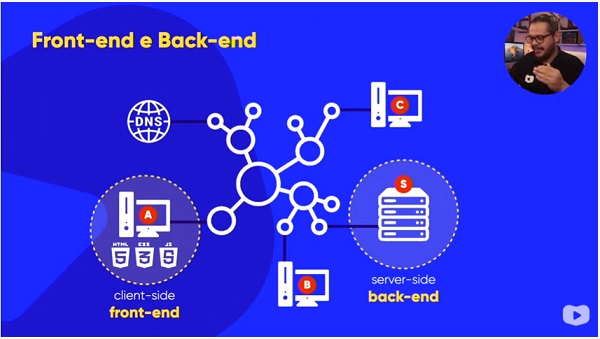 Front-end e Back-end
DNS
C
A
S
HTML CSS JS
5 3 5
B
client-side
front-end
server-side
back-end